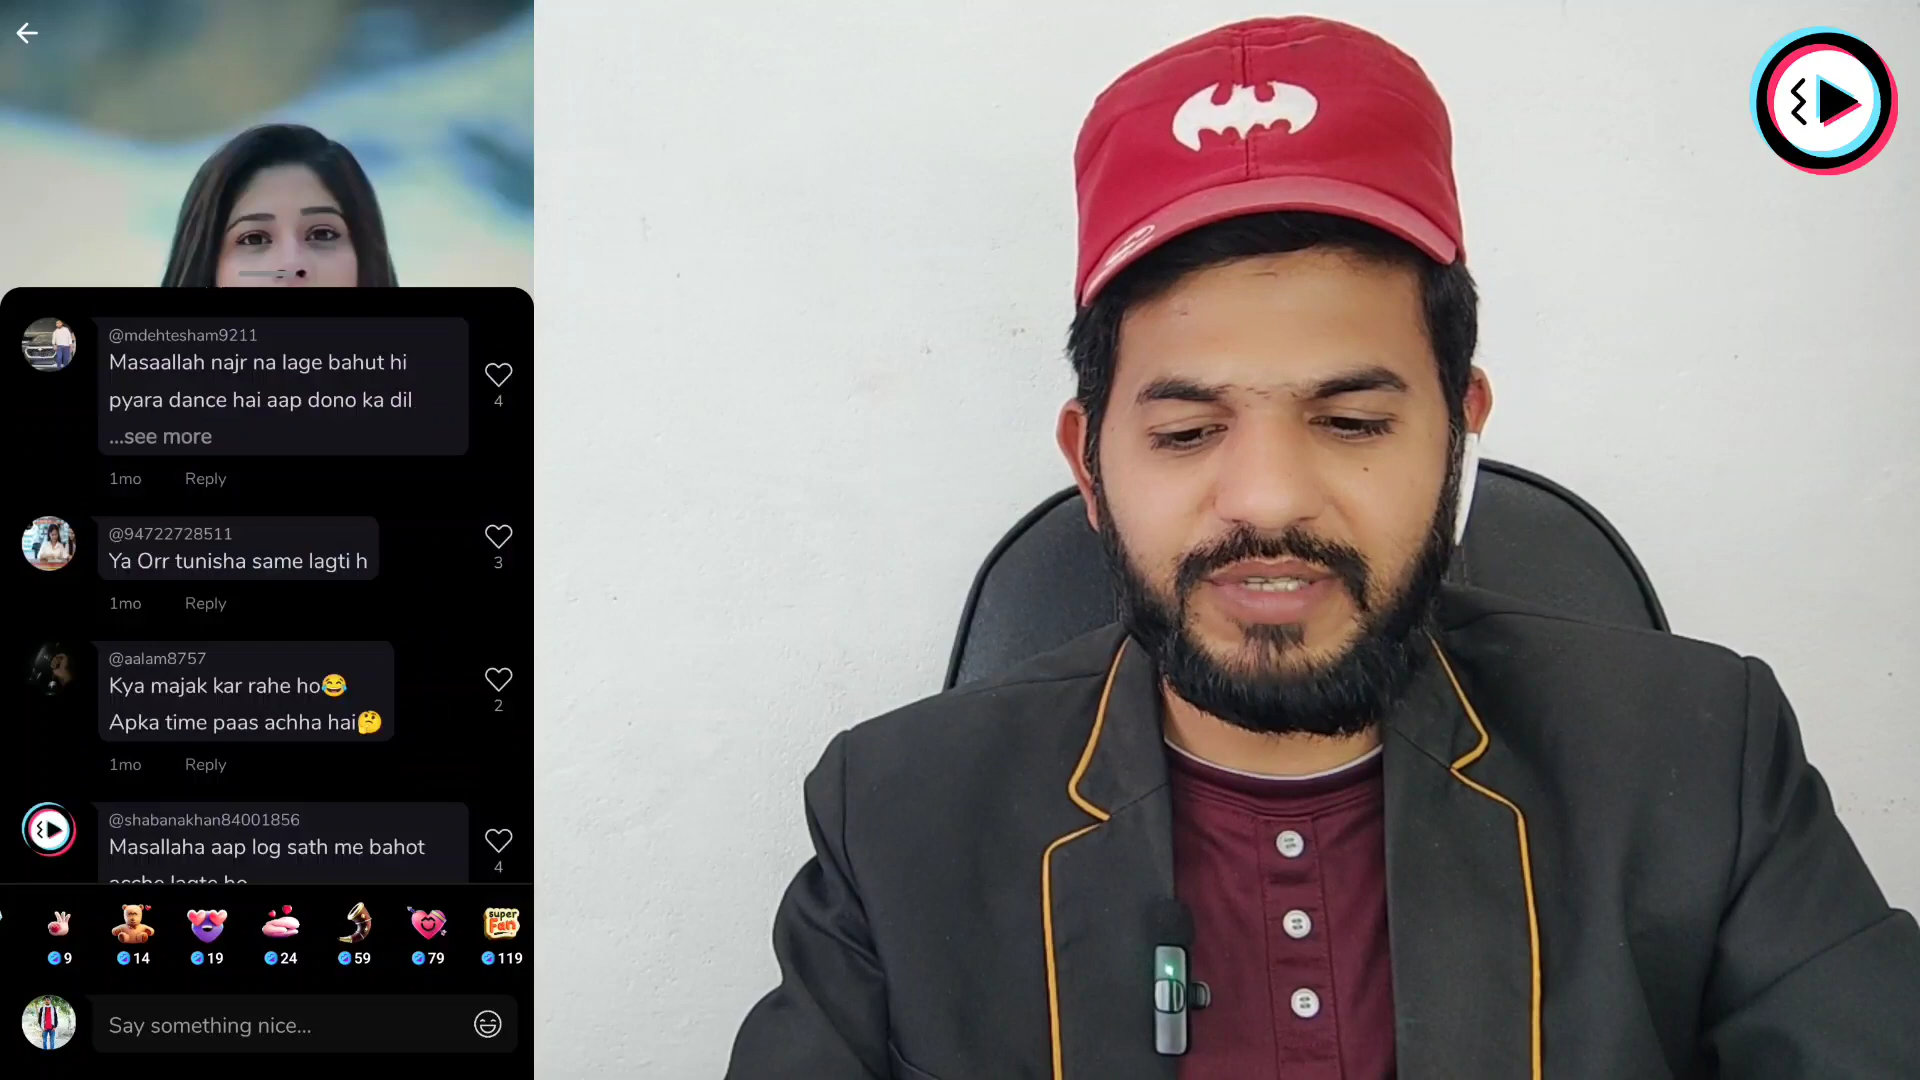 @mdehtesham9211
Masaallah najr na lage bahut hi
pyara dance hai aap dono ka dil
...see more
4
1mo Reply
@94722728511
Ya Orr tunisha same lagti h
3
1mo Reply
@aalam8757
Kya majak kar rahe ho😂
Apka time paas achha hai🤔
2
1mo Reply
@shabanakhan84001856
Masallaha aap log sath me bahot
acche lagte ho
4
super
Fan
9 14 19 24 59 79 119
Say something nice...